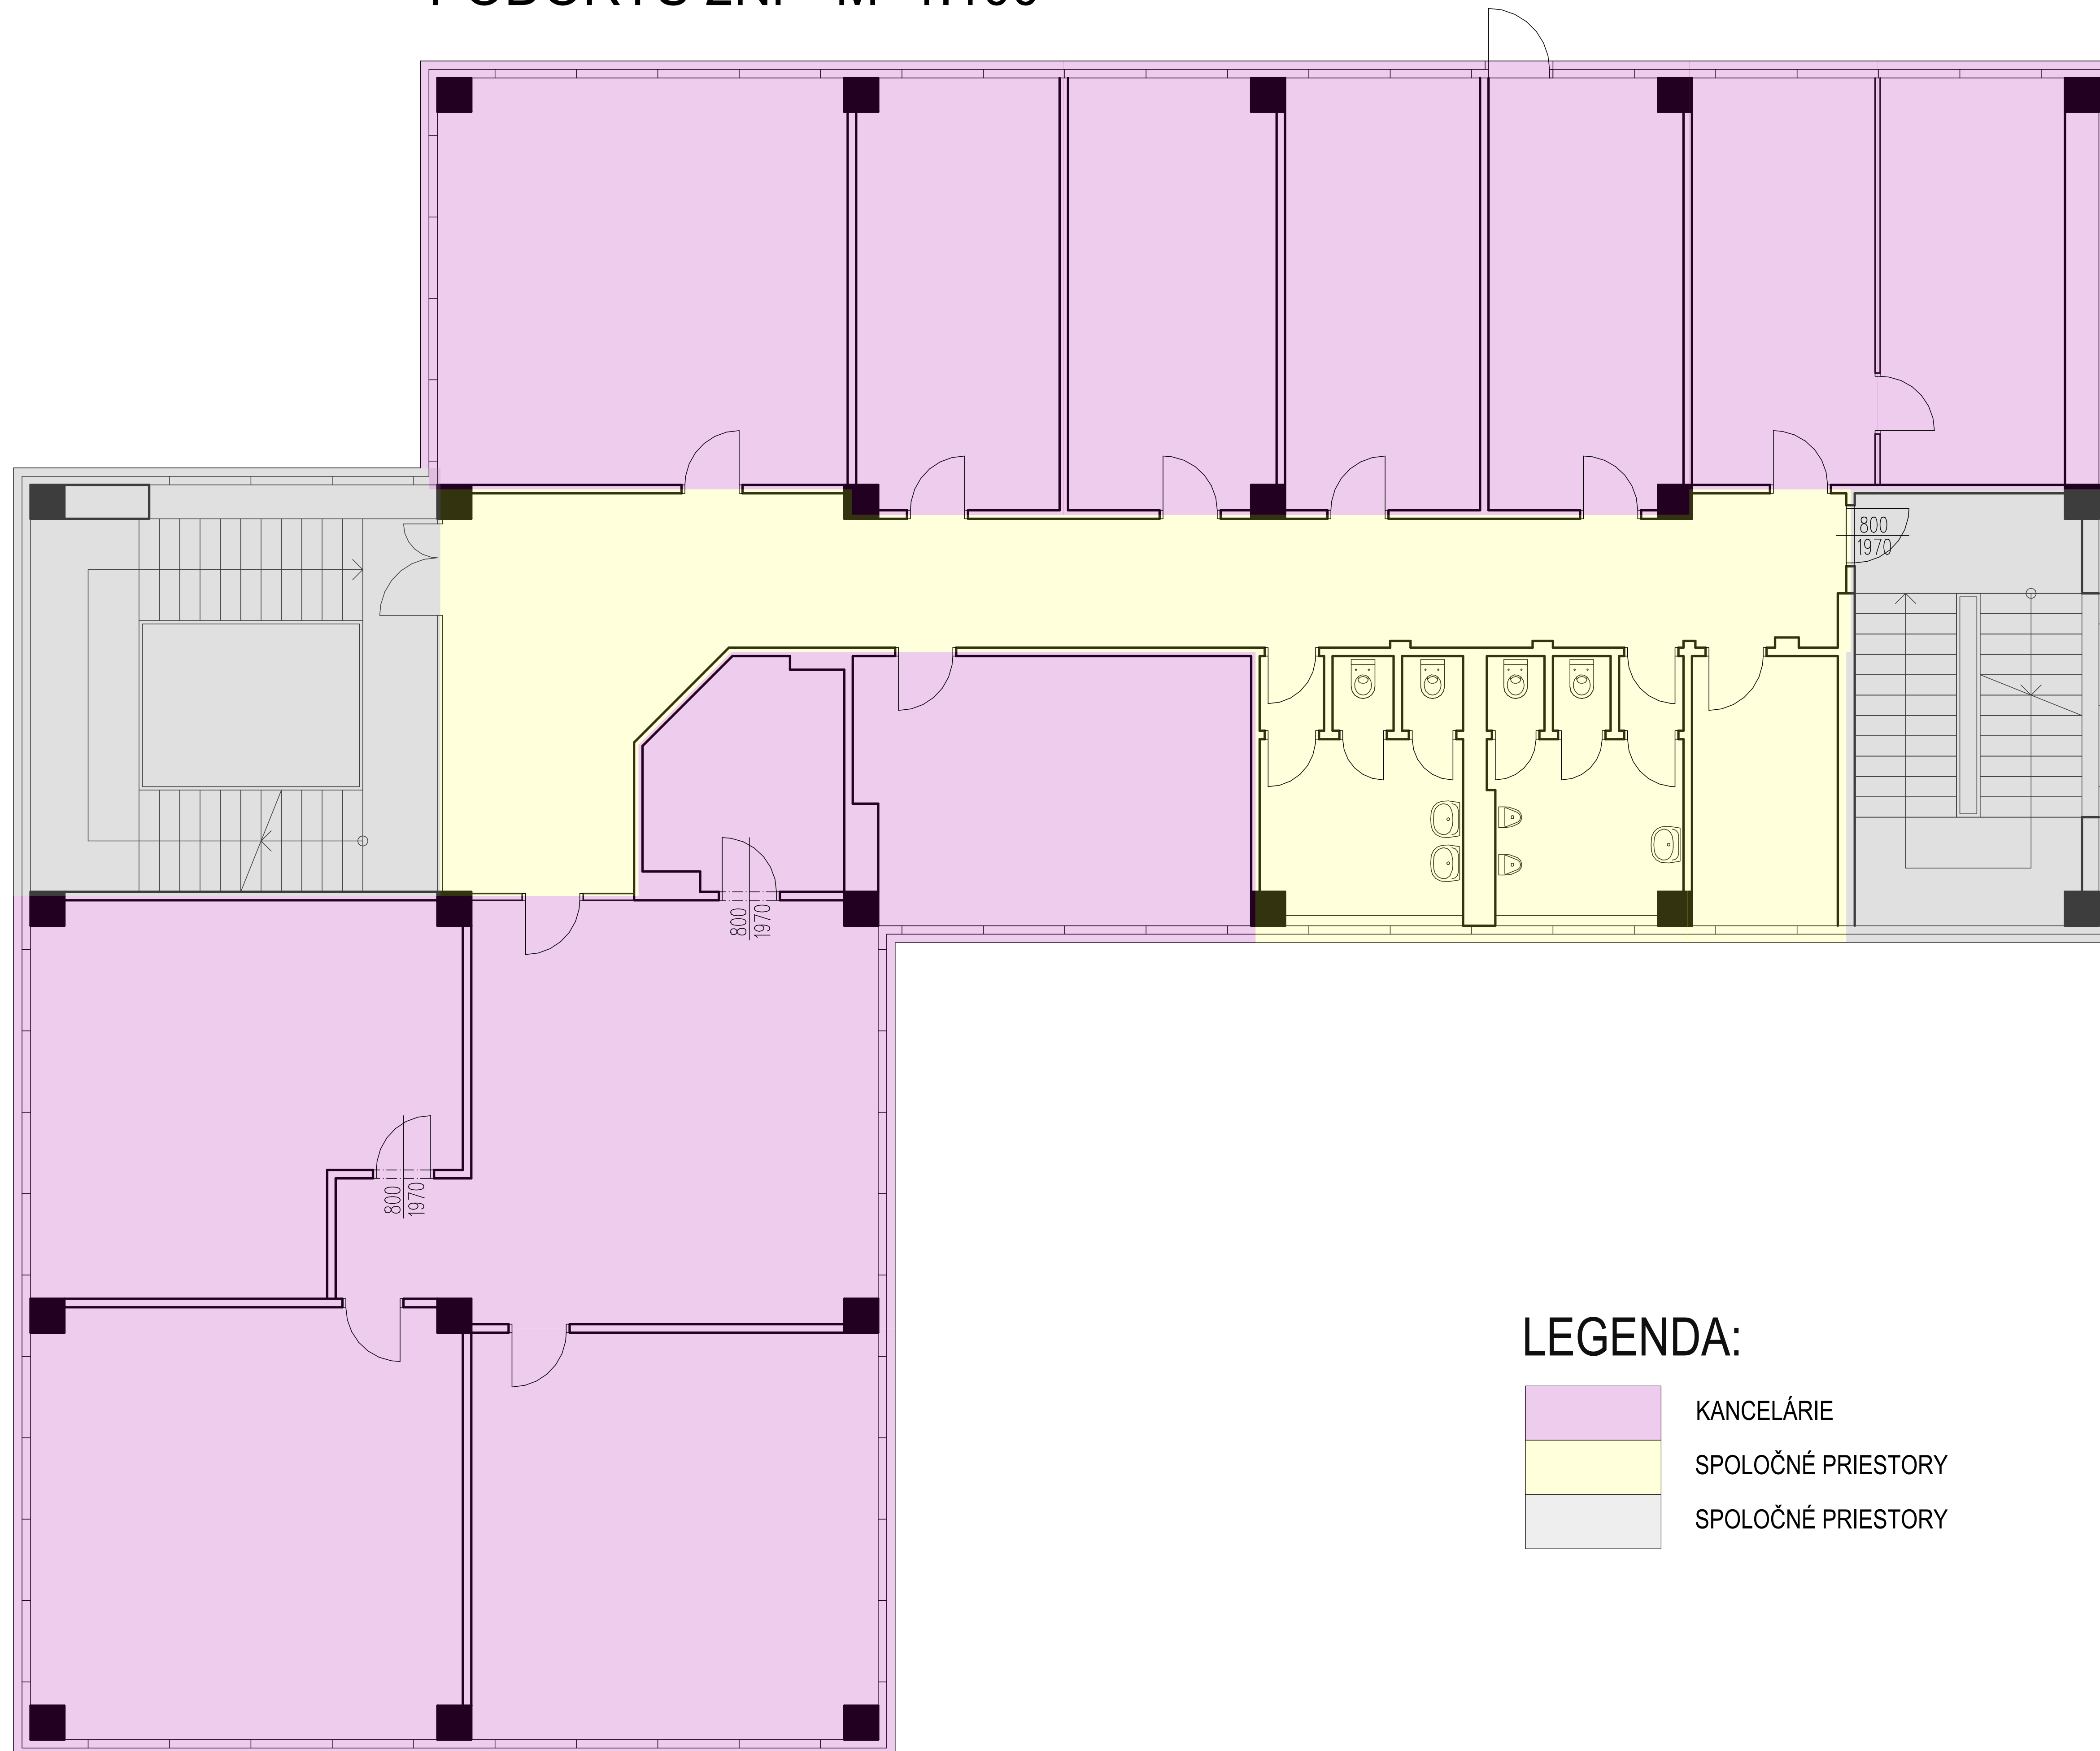 800
1970
800
1970
800
1970
LEGENDA:
KANCELÁRIE
SPOLOČNÉ PRIESTORY
SPOLOČNÉ PRIESTORY